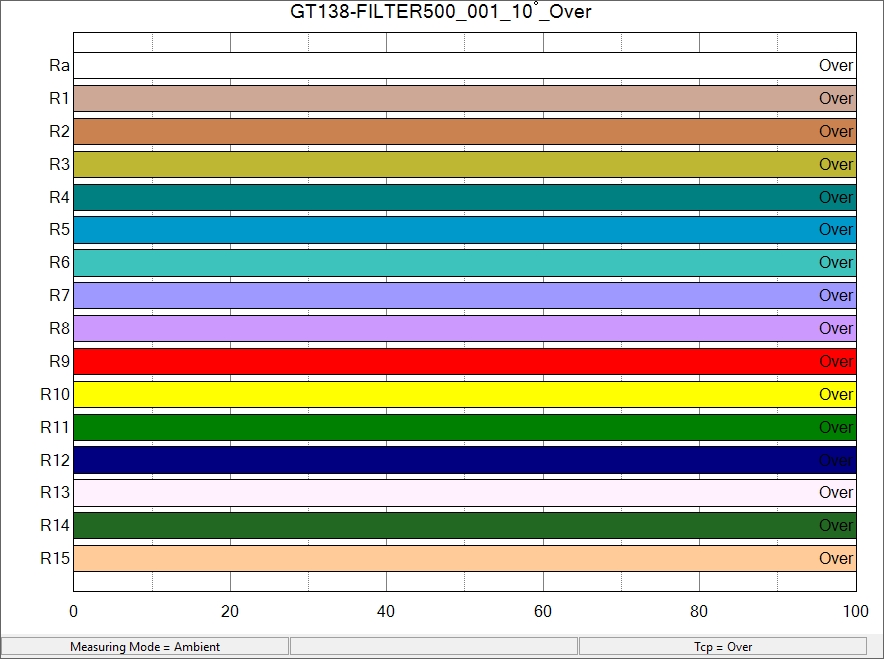 GT138-FILTER500_001_10°_Over
Ra Over
R1 Over
R2 Over
R3 Over
R4 Over
R5 Over
R6 Over
R7 Over
R8 Over
R9 Over
R10 Over
R11 Over
R12 Over
R13 Over
R14 Over
R15 Over
0 20 40 60 80 100
Measuring Mode = Ambient Tcp = Over